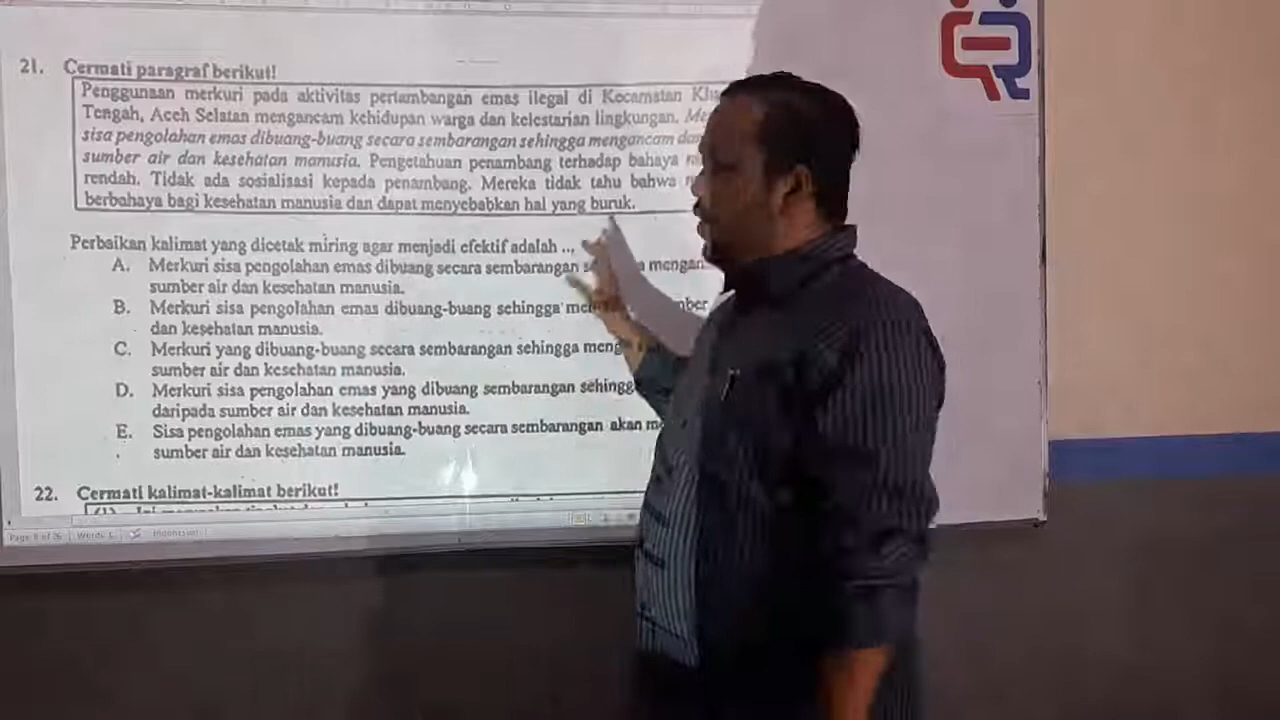 21. Cermati paragraf berikut!
Penggunaan merkuri pada aktivitas pertambangan emas ilegal di Kecamatan
Tengah, Aceh Selatan mengancam kehidupan warga dan kelestarian lingkungan.
sisa pengolahan emas dibuang-buang secara sembarangan sehingga mengancam
sumber air dan kesehatan manusia. Pengetahuan penambang terhadap bahaya
rendah. Tidak ada sosialisasi kepada penambang. Mereka tidak tahu bahwa
berbahaya bagi kesehatan manusia dan dapat menyebabkan hal yang buruk.
Perbaikan kalimat yang dicetak miring agar menjadi efektif adalah ...
A. Merkuri sisa pengolahan emas dibuang secara sembarangan
sumber air dan kesehatan manusia.
B. Merkuri sisa pengolahan emas dibuang-buang sehingga
dan kesehatan manusia.
C. Merkuri yang dibuang-buang secara sembarangan sehingga
sumber air dan kesehatan manusia.
D. Merkuri sisa pengolahan emas yang dibuang sembarangan
daripada sumber air dan kesehatan manusia.
E. Sisa pengolahan emas yang dibuang-buang secara sembarangan akan
sumber air dan kesehatan manusia.
22. Cermati kalimat-kalimat berikut!